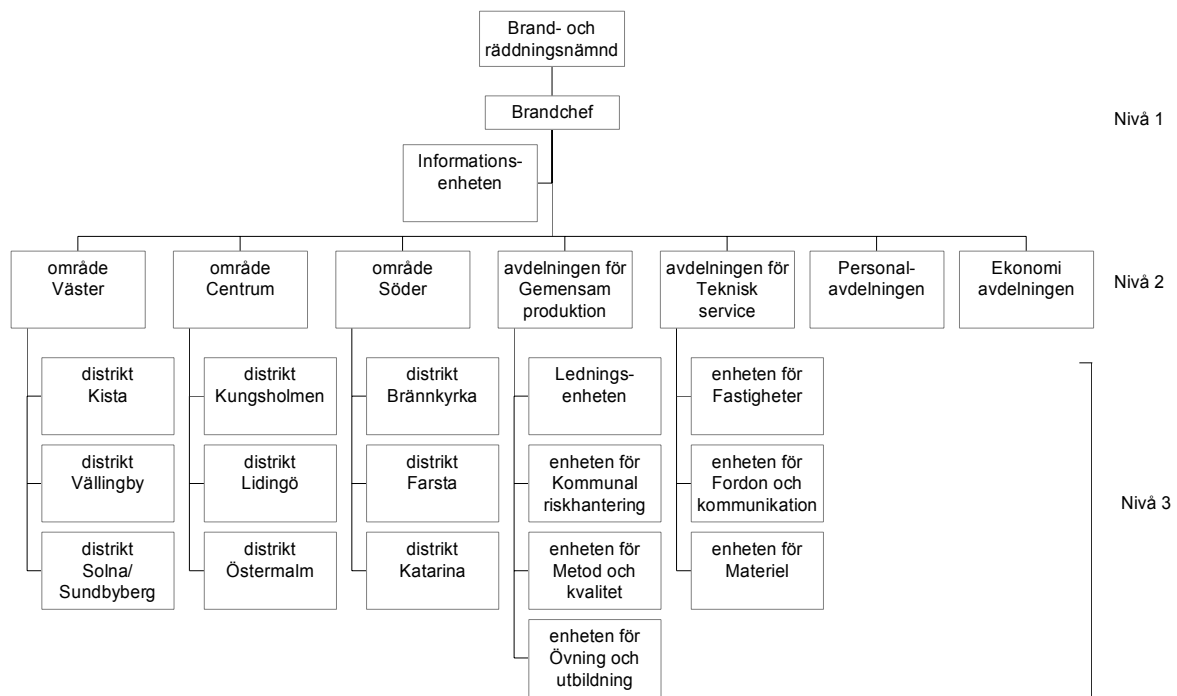 Brand- och
räddningsnämnd
Brandchef
Nivå 1
Informations-
enheten
område
Väster
område
Centrum
område
Söder
avdelningen för
Gemensam
produktion
avdelningen för
Teknisk
service
Personal-
avdelningen
Ekonomi
avdelningen
Nivå 2
distrikt
Kista
distrikt
Kungsholmen
distrikt
Brännkyrka
Lednings-
enheten
enheten för
Fastigheter
distrikt
Vällingby
distrikt
Lidingö
distrikt
Farsta
enheten för
Kommunal
riskhantering
enheten för
Fordon och
kommunikation
Nivå 3
distrikt
Solna/
Sundbyberg
distrikt
Östermalm
distrikt
Katarina
enheten för
Metod och
kvalitet
enheten för
Materiel
enheten för
Övning och
utbildning